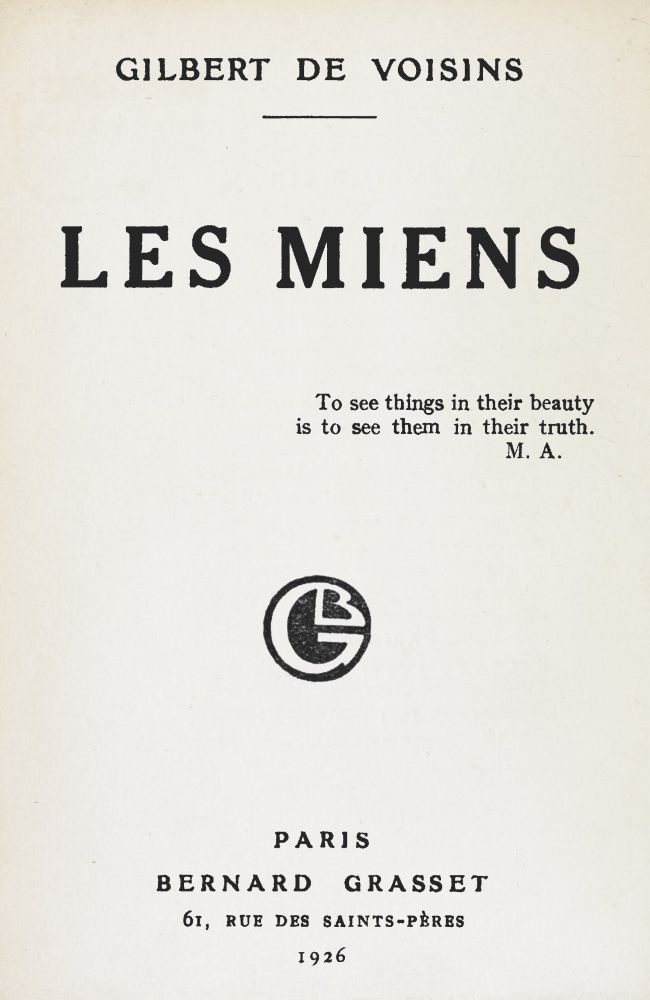 GILBERT DE VOISINS
LES MIENS
To see things in their beauty
is to see them in their truth.
M. A.
BG
PARIS
BERNARD GRASSET
61, RUE DES SAINTS-PÈRES
1926